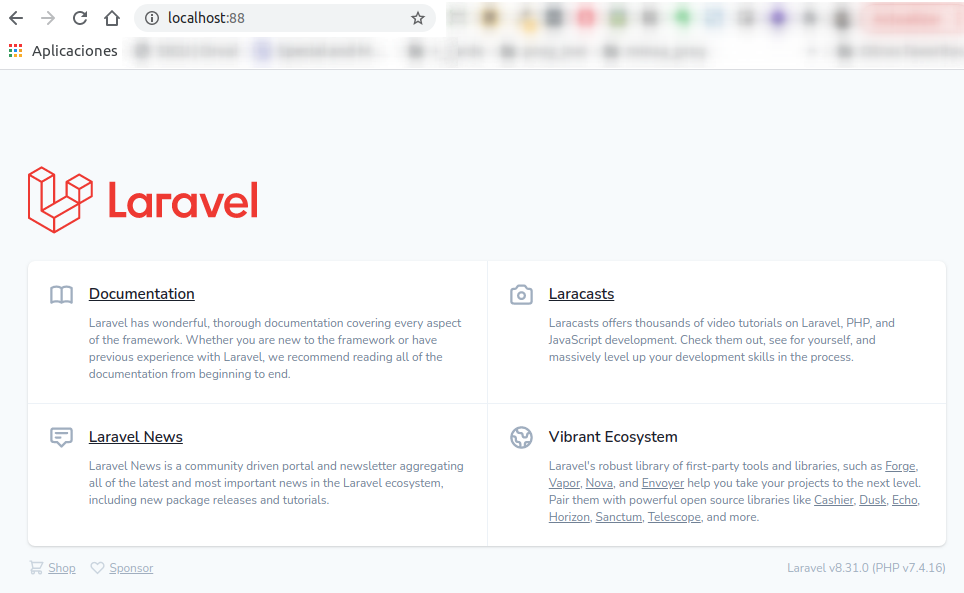 localhost:88
Aplicaciones
Laravel
Documentation
Laravel has wonderful, thorough documentation covering every aspect
of the framework. Whether you are new to the framework or have
previous experience with Laravel, we recommend reading all of the
documentation from beginning to end.
Laracasts
Laracasts offers thousands of video tutorials on Laravel, PHP, and
JavaScript development. Check them out, see for yourself, and
massively level up your development skills in the process.
Laravel News
Laravel News is a community driven portal and newsletter aggregating
all of the latest and most important news in the Laravel ecosystem,
including new package releases and tutorials.
Vibrant Ecosystem
Laravel's robust library of first-party tools and libraries, such as Forge,
Vapor, Nova, and Envoyer help you take your projects to the next level.
Pair them with powerful open source libraries like Cashier, Dusk, Echo,
Horizon, Sanctum, Telescope, and more.
Shop Sponsor
Laravel v8.31.0 (PHP v7.4.16)